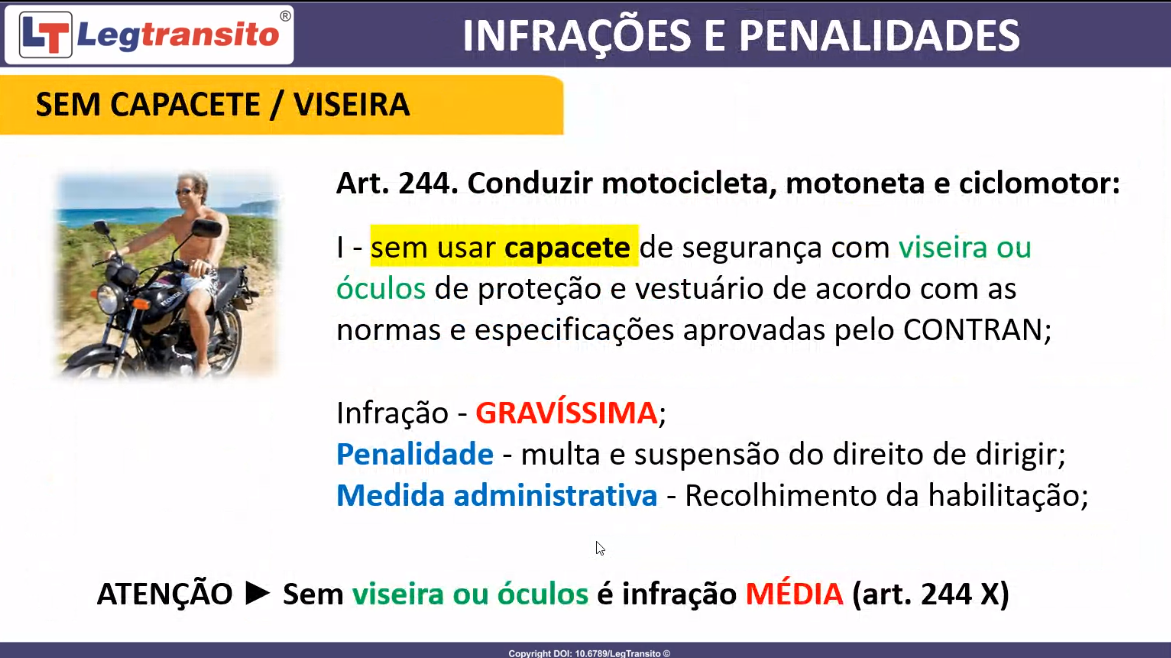 LT Legtransito ®
INFRAÇÕES E PENALIDADES
SEM CAPACETE / VISEIRA
Art. 244. Conduzir motocicleta, motoneta e ciclomotor:
I - sem usar capacete de segurança com viseira ou
óculos de proteção e vestuário de acordo com as
normas e especificações aprovadas pelo CONTRAN;
Infração - GRAVÍSSIMA;
Penalidade - multa e suspensão do direito de dirigir;
Medida administrativa - Recolhimento da habilitação;
ATENÇÃO ► Sem viseira ou óculos é infração MÉDIA (art. 244 X)
Copyright DOI: 10.6789/LegTransito ©